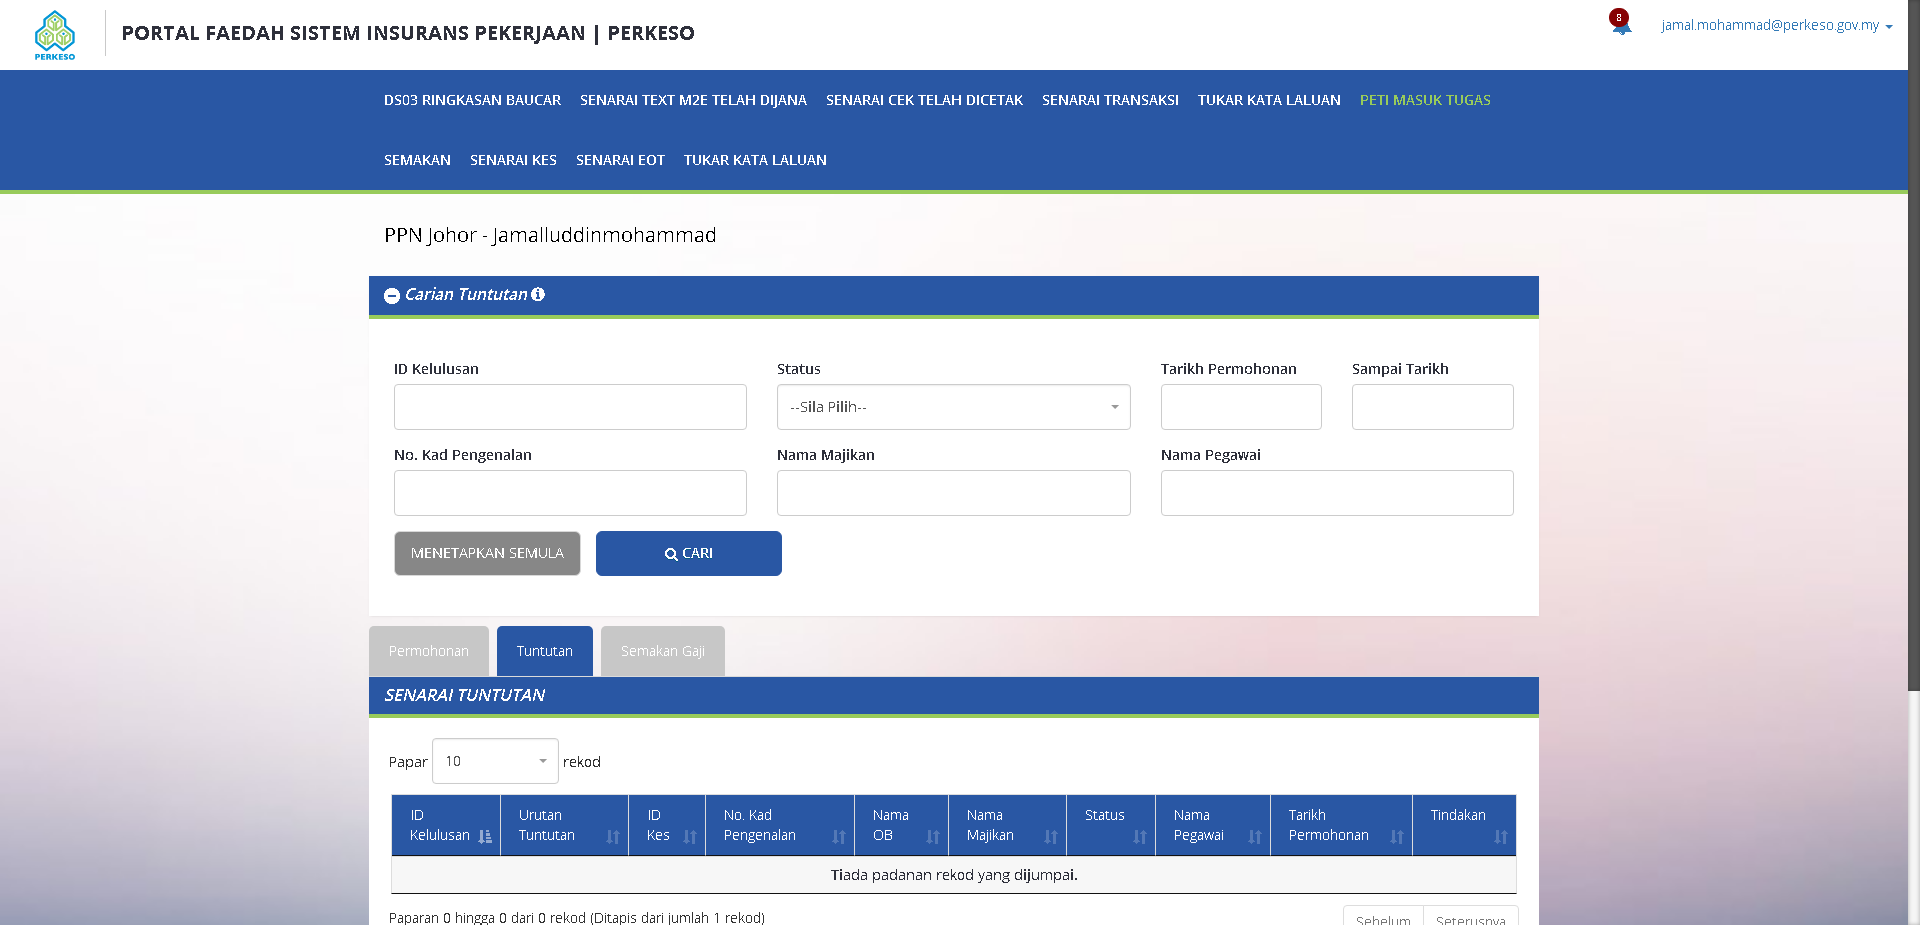 PERKESO
PORTAL FAEDAH SISTEM INSURANS PEKERJAAN | PERKESO
8
jamal.mohammad@perkeso.gov.my
DS03 RINGKASAN BAUCAR SENARAI TEXT M2E TELAH DIJANA SENARAI CEK TELAH DICETAK SENARAI TRANSAKSI TUKAR KATA LALUAN PETI MASUK TUGAS
SEMAKAN SENARAI KES SENARAI EOT TUKAR KATA LALUAN
PPN Johor - Jamalluddinmohammad
Carian Tuntutan
ID Kelulusan Status Tarikh Permohonan Sampai Tarikh
--Sila Pilih--
No. Kad Pengenalan Nama Majikan Nama Pegawai
MENETAPKAN SEMULA CARI
Permohonan Tuntutan Semakan Gaji
SENARAI TUNTUTAN
Papar 10 rekod
ID Kelulusan Urutan Tuntutan ID Kes No. Kad Pengenalan Nama OB Nama Majikan Status Nama Pegawai Tarikh Permohonan Tindakan
Tiada padanan rekod yang dijumpai.
Paparan 0 hingga 0 dari 0 rekod (Ditapis dari jumlah 1 rekod) Sebelum Seterusnya